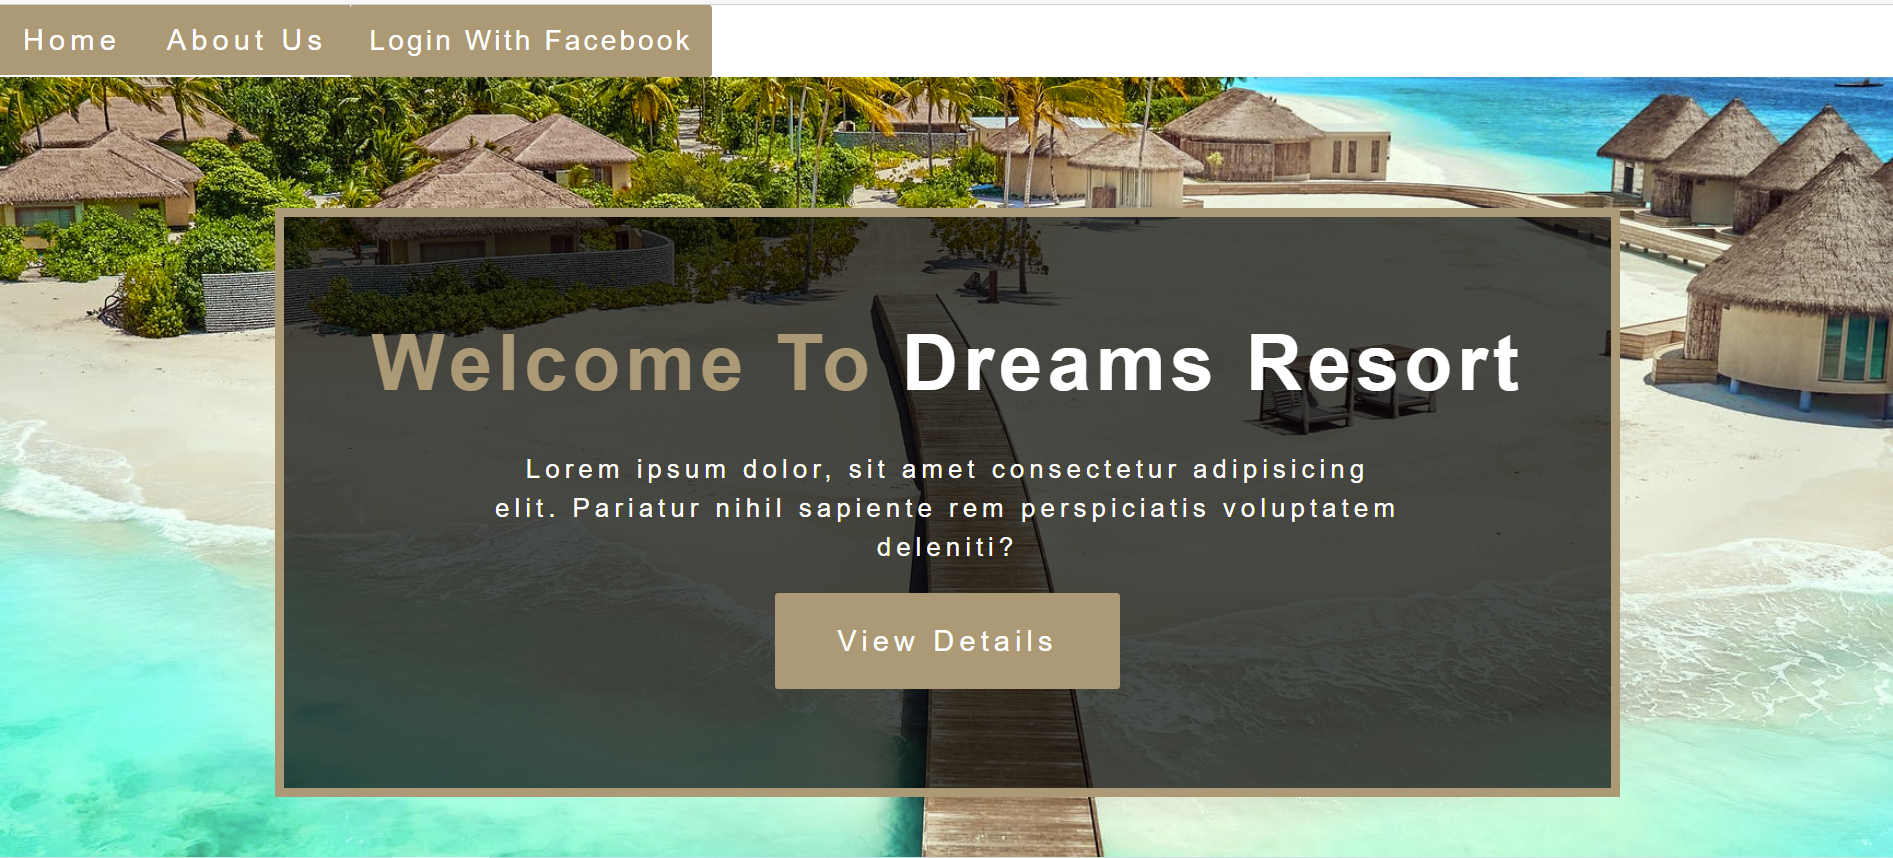 Home About Us Login With Facebook
Welcome To Dreams Resort
Lorem ipsum dolor, sit amet consectetur adipisicing
elit. Pariatur nihil sapiente rem perspiciatis voluptatem
deleniti?
View Details